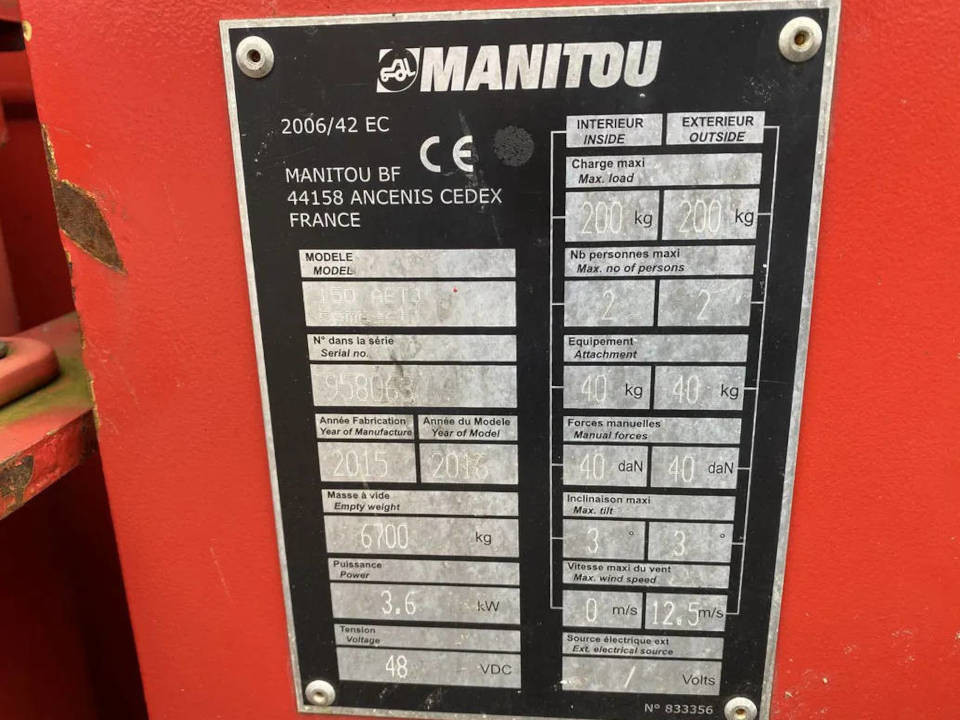 MANITOU
2006/42 EC
CE
MANITOU BF
44158 ANCENIS CEDEX
FRANCE
MODELE
MODEL
150 AETJ
N° dans la série
Serial no.
958063
Année Fabrication
Year of Manufacture
Année du Modele
Year of Model
2015
Masse à vide
Empty weight
6700 kg
Puissance
Power
3.6 kW
Tension
Voltage
48 VDC
INTERIEUR
INSIDE
EXTERIEUR
OUTSIDE
Charge maxi
Max. load
200 kg 200 kg
Nb personnes maxi
Max. no of persons
2 2
Equipement
Attachment
40 kg 40 kg
Forces manuelles
Manual forces
40 daN 40 daN
Inclinaison maxi
Max. tilt
3 ° 3 °
Vitesse maxi du vent
Max. wind speed
0 m/s 12.5 m/s
Source électrique ext
Ext. electrical source
/ Volts
N° 833356